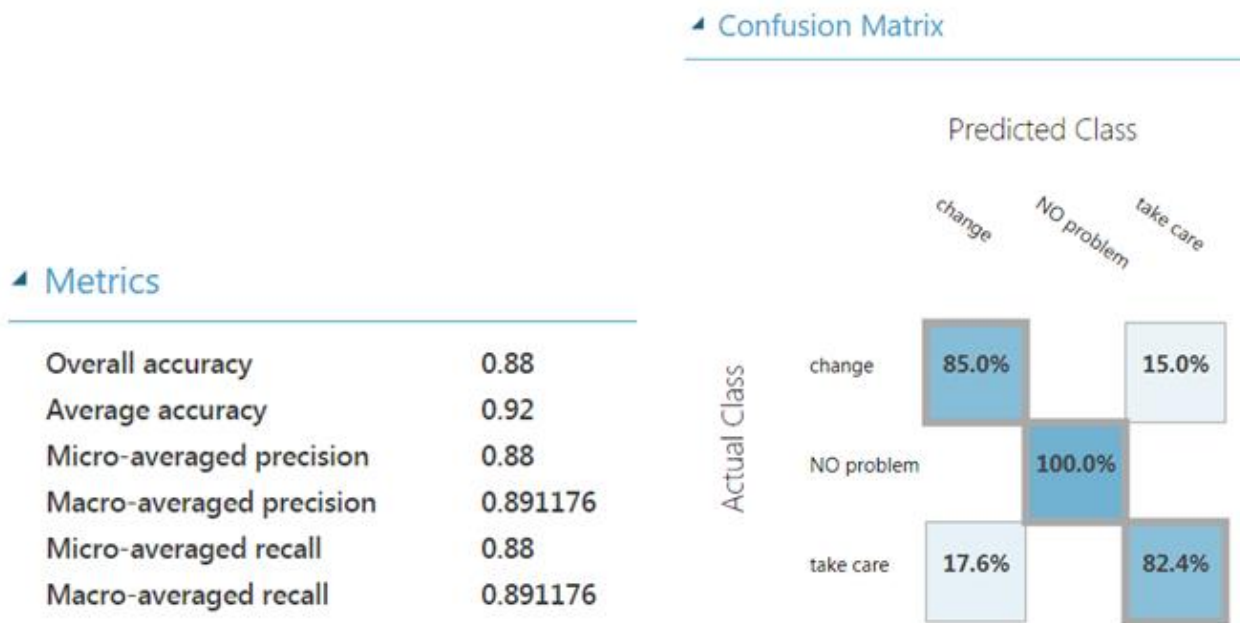 Confusion Matrix
Predicted Class
change NO problem take care
Metrics
Overall accuracy 0.88
Average accuracy 0.92
Micro-averaged precision 0.88
Macro-averaged precision 0.891176
Micro-averaged recall 0.88
Macro-averaged recall 0.891176
Actual Class
change 85.0% 15.0%
NO problem 100.0%
take care 17.6% 82.4%